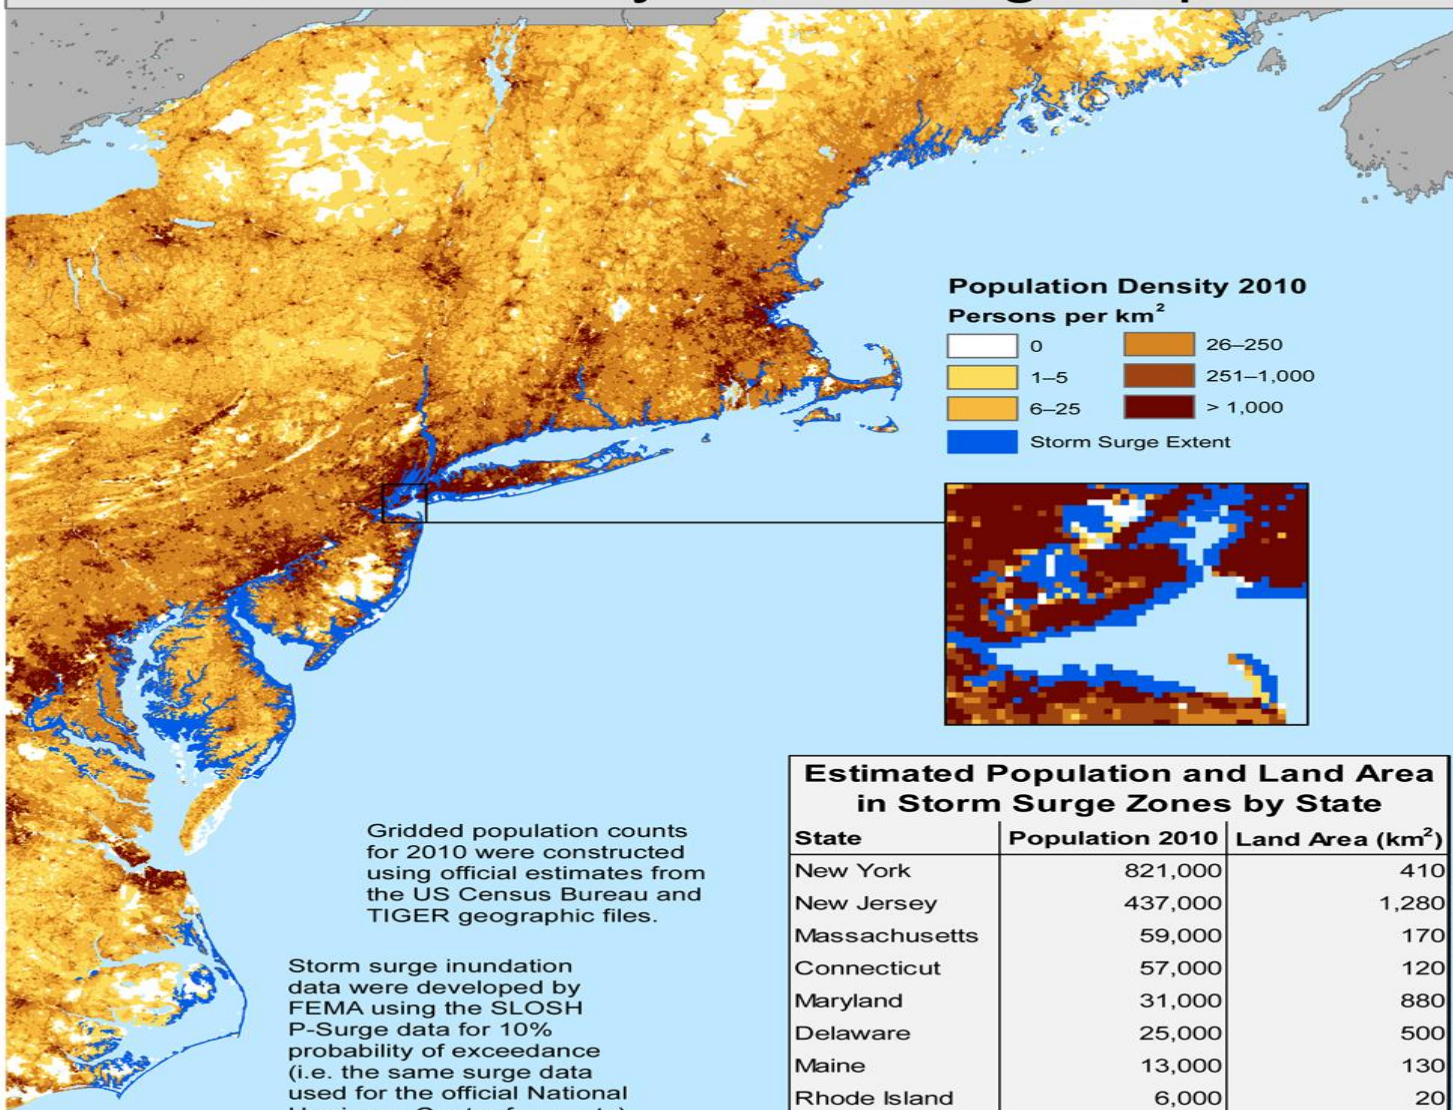 Population Density 2010
Persons per km²
0
1–5
6–25
26–250
251–1,000
> 1,000
Storm Surge Extent
Gridded population counts
for 2010 were constructed
using official estimates from
the US Census Bureau and
TIGER geographic files.
Storm surge inundation
data were developed by
FEMA using the SLOSH
P-Surge data for 10%
probability of exceedance
(i.e. the same surge data
used for the official National
Estimated Population and Land Area
in Storm Surge Zones by State
State Population 2010 Land Area (km²)
New York 821,000 410
New Jersey 437,000 1,280
Massachusetts 59,000 170
Connecticut 57,000 120
Maryland 31,000 880
Delaware 25,000 500
Maine 13,000 130
Rhode Island 6,000 20